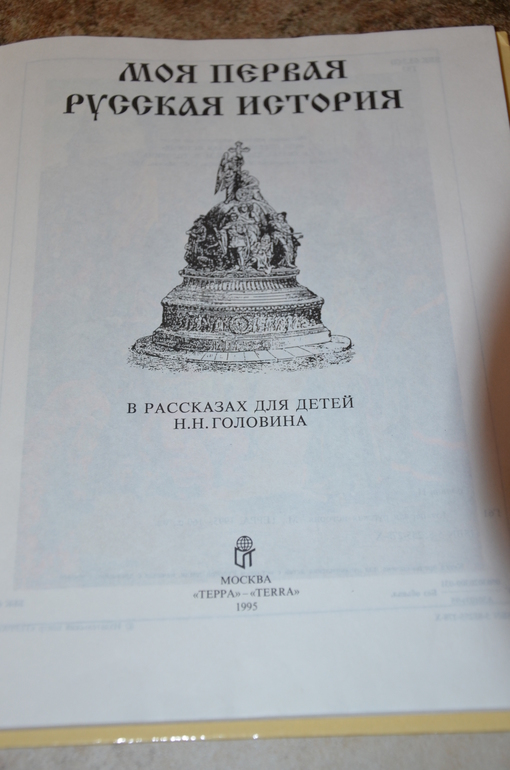 МОЯ ПЕРВАЯ
РУССКАЯ ИСТОРИЯ
В РАССКАЗАХ ДЛЯ ДЕТЕЙ
Н.Н. ГОЛОВИНА
МОСКВА
«ТЕРРА» – «TERRA»
1995